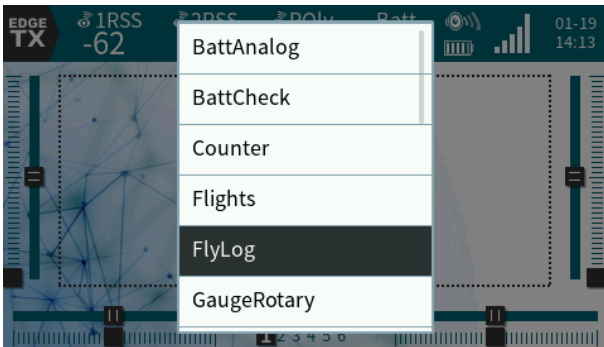 EDGE TX
1RSS
-62
2RSS
RQly
Batt
01-19
14:13
BattAnalog
BattCheck
Counter
Flights
FlyLog
GaugeRotary
1 2 3 4 5 6